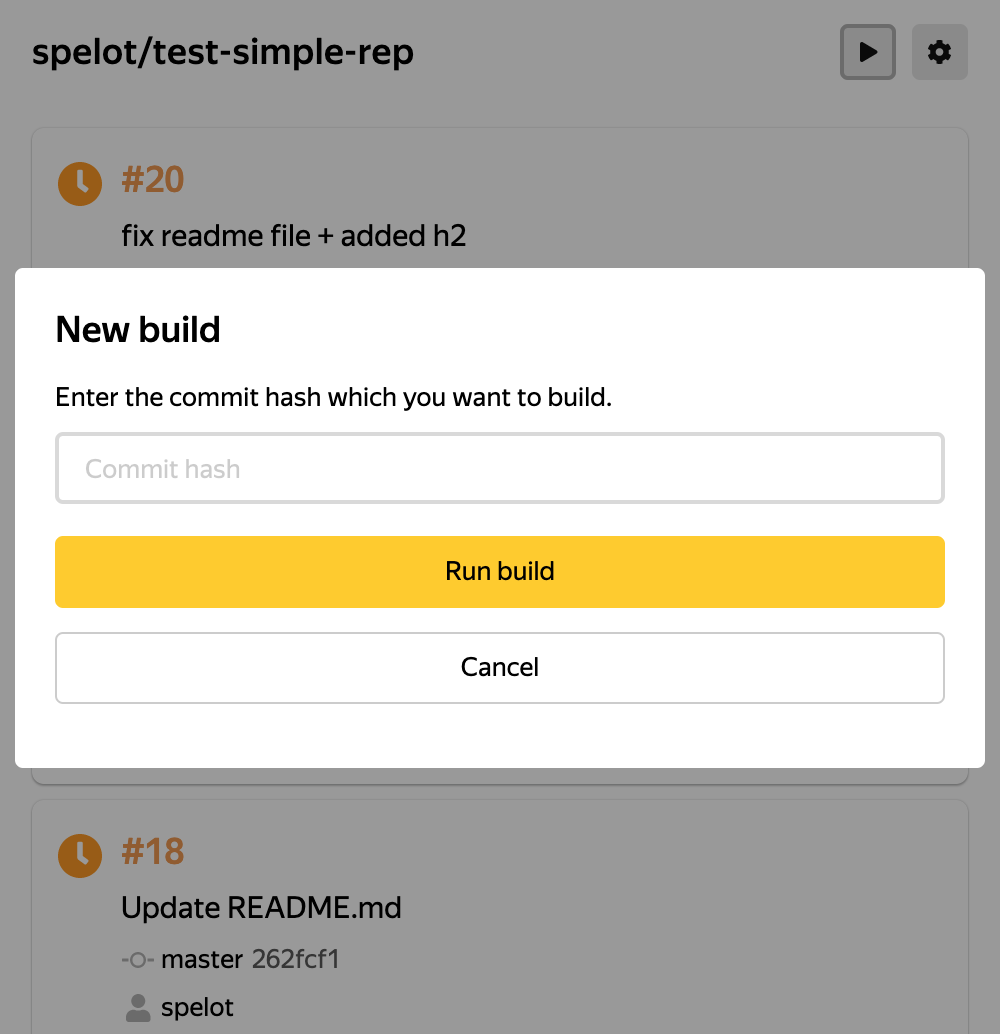 spelot/test-simple-rep
#20
fix readme file + added h2
New build
Enter the commit hash which you want to build.
Commit hash
Run build
Cancel
#18
Update README.md
master 262fcf1
spelot